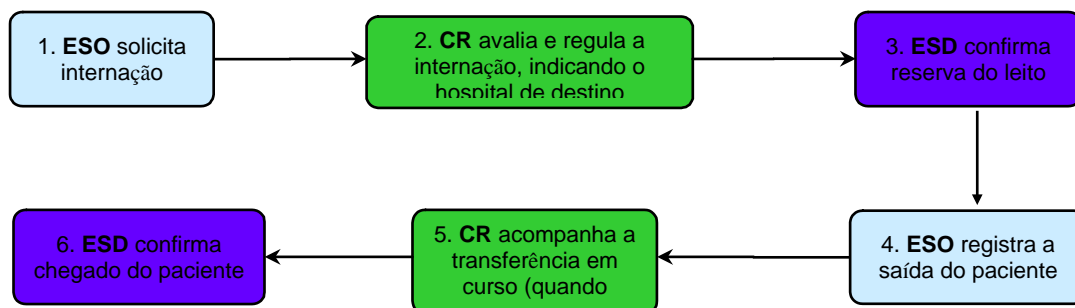 1. ESO solicita
internação
2. CR avalia e regula a
internação, indicando o
hospital de destino
3. ESD confirma
reserva do leito
4. ESO registra a
saída do paciente
5. CR acompanha a
transferência em
curso (quando
6. ESD confirma
chegado do paciente